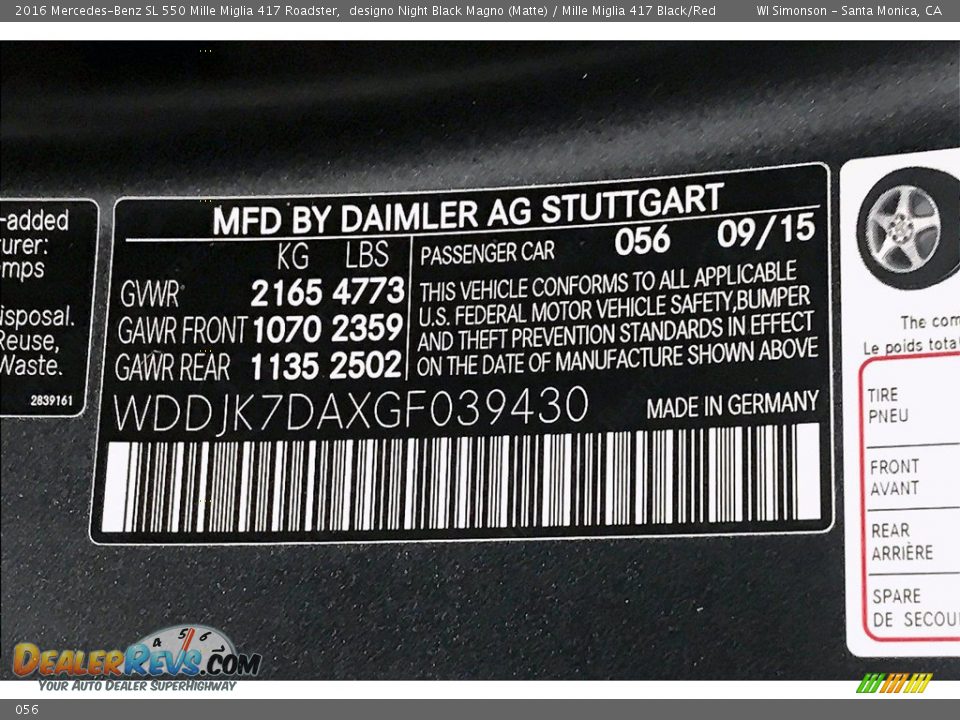 2016 Mercedes-Benz SL 550 Mille Miglia 417 Roadster, designo Night Black Magno (Matte) / Mille Miglia 417 Black/Red WI Simonson - Santa Monica, CA
-added
urer:
mps
isposal.
Reuse,
Waste.
2839161
MFD BY DAIMLER AG STUTTGART
KG LBS
GVWR 2165 4773
GAWR FRONT 1070 2359
GAWR REAR 1135 2502
PASSENGER CAR 056 09/15
THIS VEHICLE CONFORMS TO ALL APPLICABLE
U.S. FEDERAL MOTOR VEHICLE SAFETY,BUMPER
AND THEFT PREVENTION STANDARDS IN EFFECT
ON THE DATE OF MANUFACTURE SHOWN ABOVE
WDDJK7DAXGF039430 MADE IN GERMANY
The com
Le poids tota
TIRE
PNEU
FRONT
AVANT
REAR
ARRIÈRE
SPARE
DE SECOU
4 5 6
DEALERREVS.COM
YOUR AUTO DEALER SUPERHIGHWAY
056